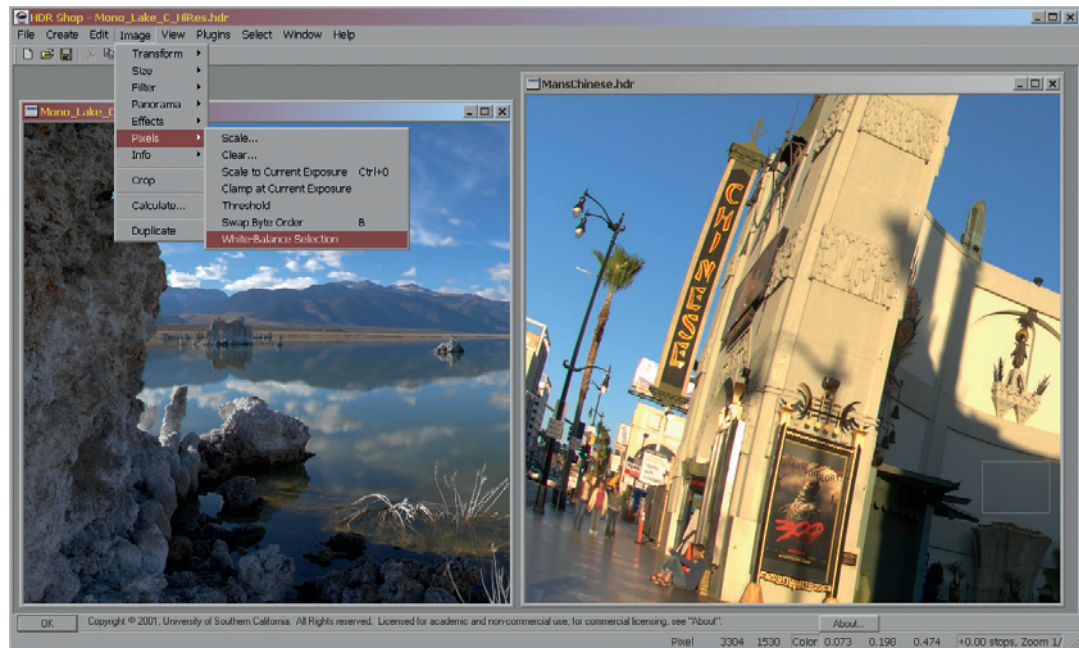 HDR Shop - Mono_Lake_C_HiRes.hdr
File Create Edit Image View Plugins Select Window Help
Transform
Size
Filter
Panorama
Effects
Pixels
Info
Crop
Calculate...
Duplicate
Scale...
Clear...
Scale to Current Exposure Ctrl+0
Clamp at Current Exposure
Threshold
Swap Byte Order B
White-Balance Selection
Mono_Lake_C
MansChinese.hdr
CHINESE
300
OK Copyright © 2001, University of Southern California. All Rights reserved. Licensed for academic and non-commercial use; for commercial licensing, see "About". About...
Pixel 3304 1530 Color 0.073 0.198 0.474 +0.00 stops, Zoom 1/